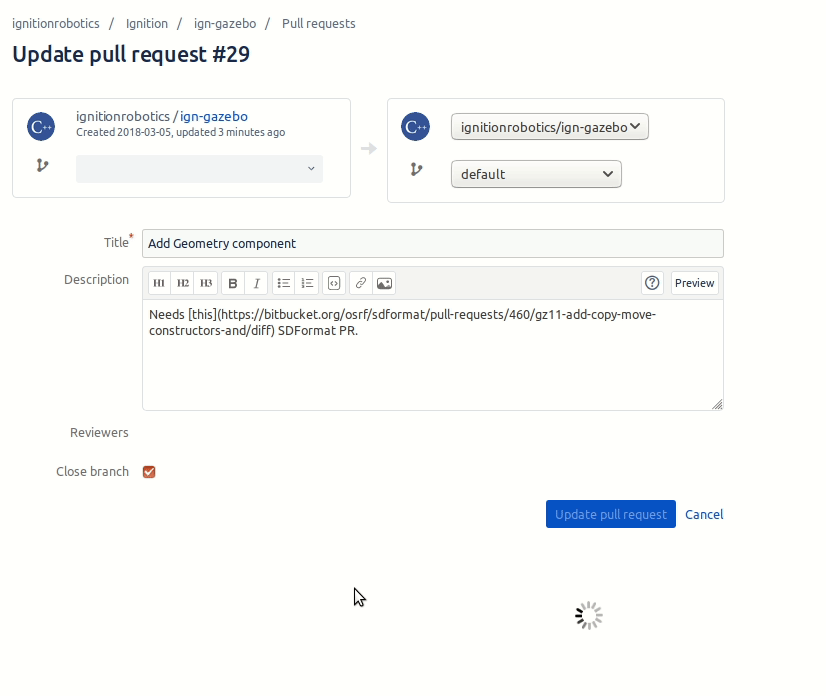 ignitionrobotics / Ignition / ign-gazebo / Pull requests
Update pull request #29
C++
ignitionrobotics / ign-gazebo
Created 2018-03-05, updated 3 minutes ago
C++
ignitionrobotics/ign-gazebo
default
Title*
Add Geometry component
Description
H1 H2 H3 B I Preview
Needs [this](https://bitbucket.org/osrf/sdformat/pull-requests/460/gz11-add-copy-move-
constructors-and/diff) SDFormat PR.
Reviewers
Close branch
Update pull request Cancel